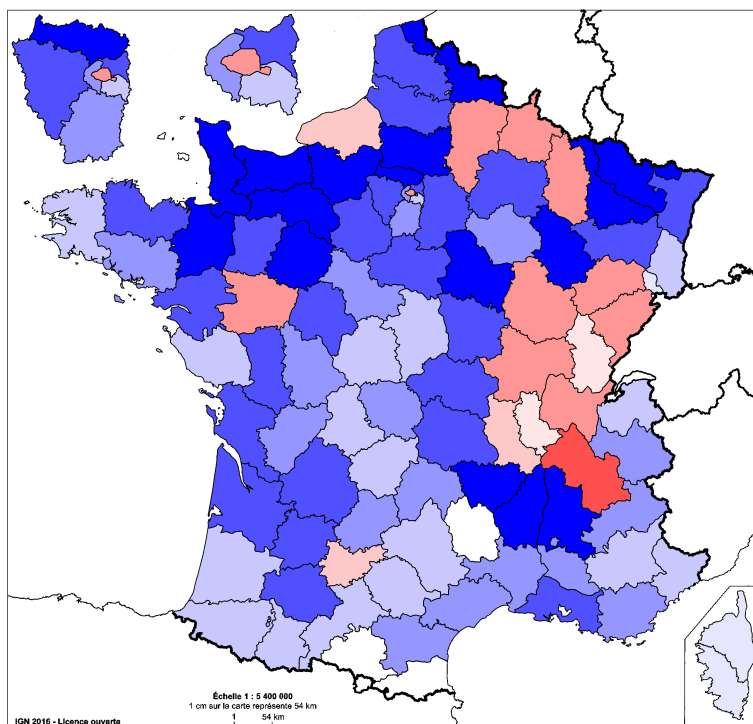 Échelle 1 : 5 400 000
1 cm sur la carte représente 54 km
1 54 km
IGN 2016 - Licence ouverte